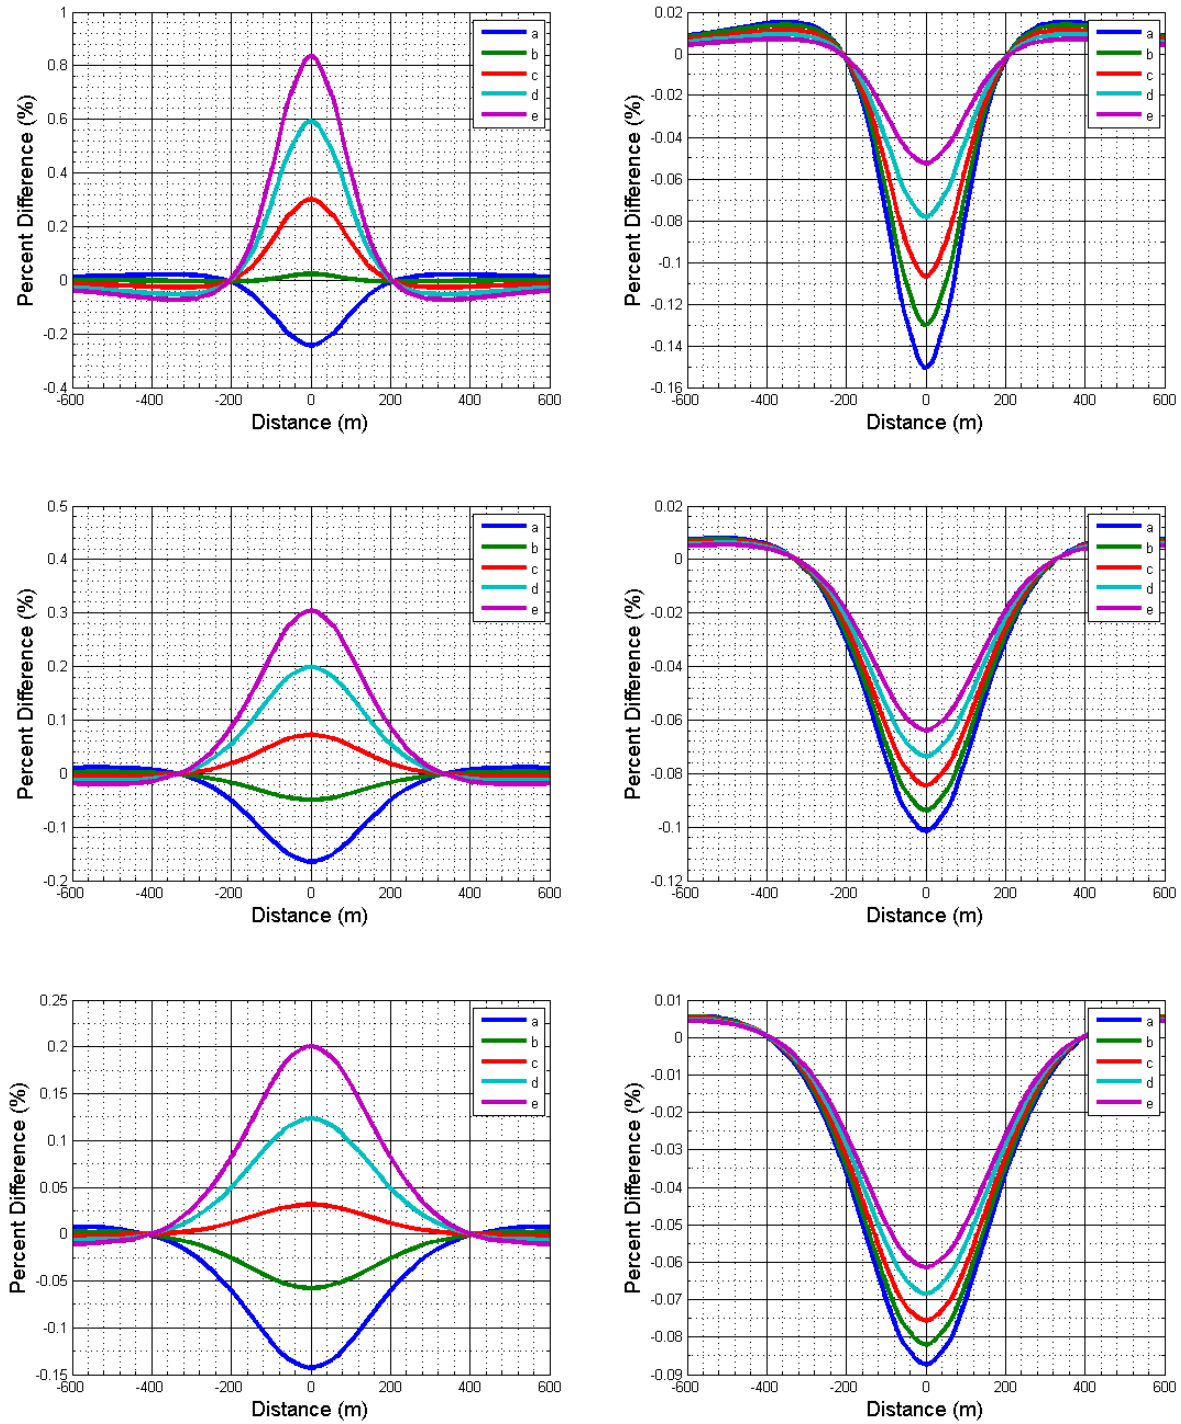 1
0.8
0.6
0.4
0.2
0
-0.2
-0.4
-600 -400 -200 0 200 400 600
Percent Difference (%)
Distance (m)
a
b
c
d
e
0.02
0
-0.02
-0.04
-0.06
-0.08
-0.1
-0.12
-0.14
-0.16
-600 -400 -200 0 200 400 600
Percent Difference (%)
Distance (m)
a
b
c
d
e
0.5
0.4
0.3
0.2
0.1
0
-0.1
-0.2
-600 -400 -200 0 200 400 600
Percent Difference (%)
Distance (m)
a
b
c
d
e
0.02
0
-0.02
-0.04
-0.06
-0.08
-0.1
-0.12
-600 -400 -200 0 200 400 600
Percent Difference (%)
Distance (m)
a
b
c
d
e
0.25
0.2
0.15
0.1
0.05
0
-0.05
-0.1
-0.15
-600 -400 -200 0 200 400 600
Percent Difference (%)
Distance (m)
a
b
c
d
e
0.01
0
-0.01
-0.02
-0.03
-0.04
-0.05
-0.06
-0.07
-0.08
-0.09
-600 -400 -200 0 200 400 600
Percent Difference (%)
Distance (m)
a
b
c
d
e